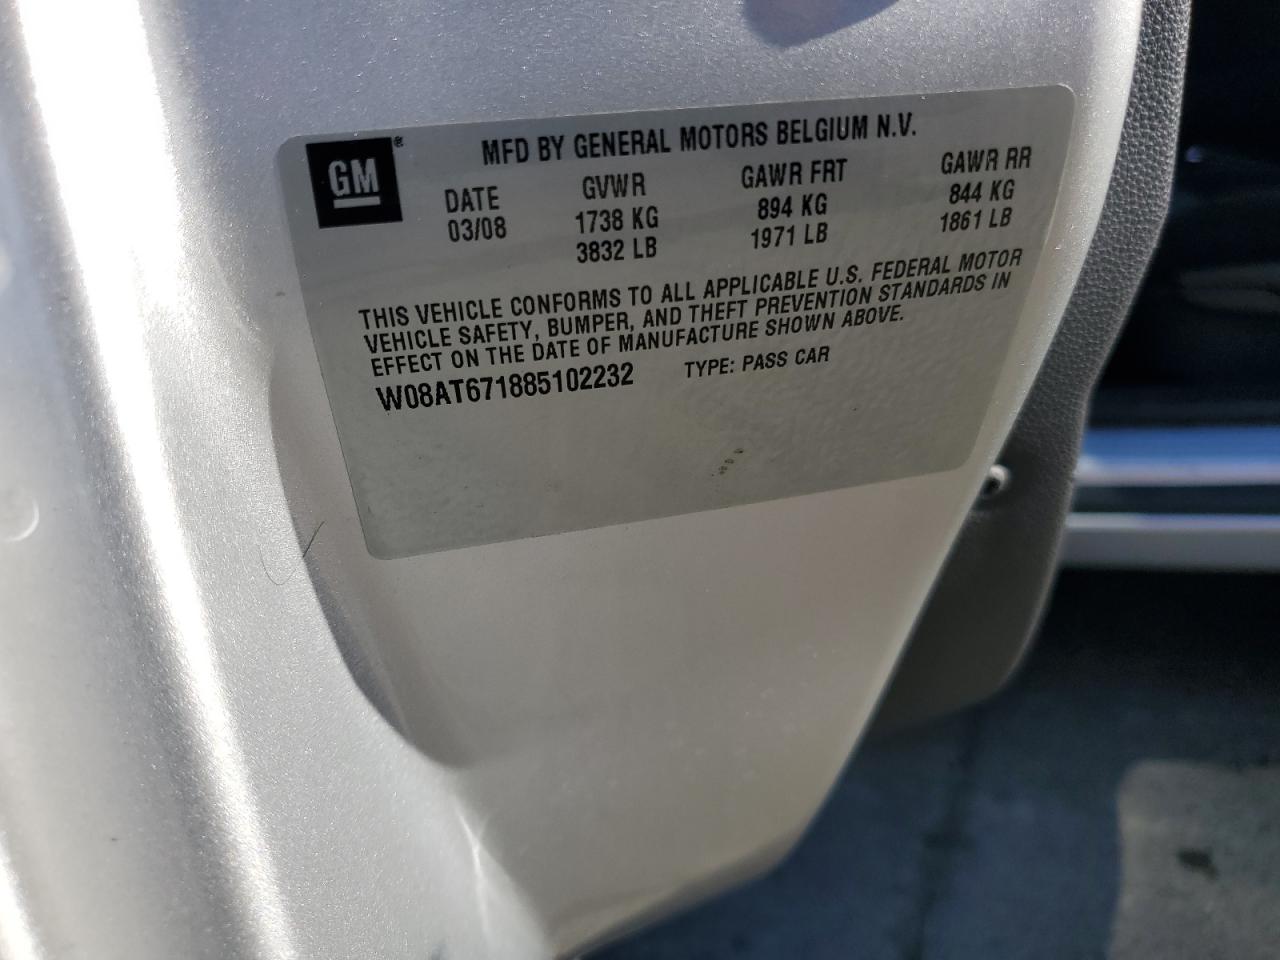 GM®
MFD BY GENERAL MOTORS BELGIUM N.V.
DATE GVWR GAWR FRT GAWR RR
03/08 1738 KG 894 KG 844 KG
3832 LB 1971 LB 1861 LB
THIS VEHICLE CONFORMS TO ALL APPLICABLE U.S. FEDERAL MOTOR
VEHICLE SAFETY, BUMPER, AND THEFT PREVENTION STANDARDS IN
EFFECT ON THE DATE OF MANUFACTURE SHOWN ABOVE.
W08AT671885102232 TYPE: PASS CAR